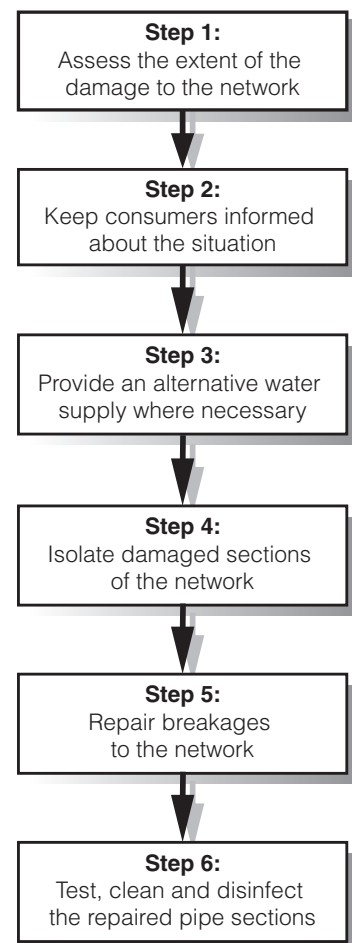 Step 1:
Assess the extent of the
damage to the network
Step 2:
Keep consumers informed
about the situation
Step 3:
Provide an alternative water
supply where necessary
Step 4:
Isolate damaged sections
of the network
Step 5:
Repair breakages
to the network
Step 6:
Test, clean and disinfect
the repaired pipe sections